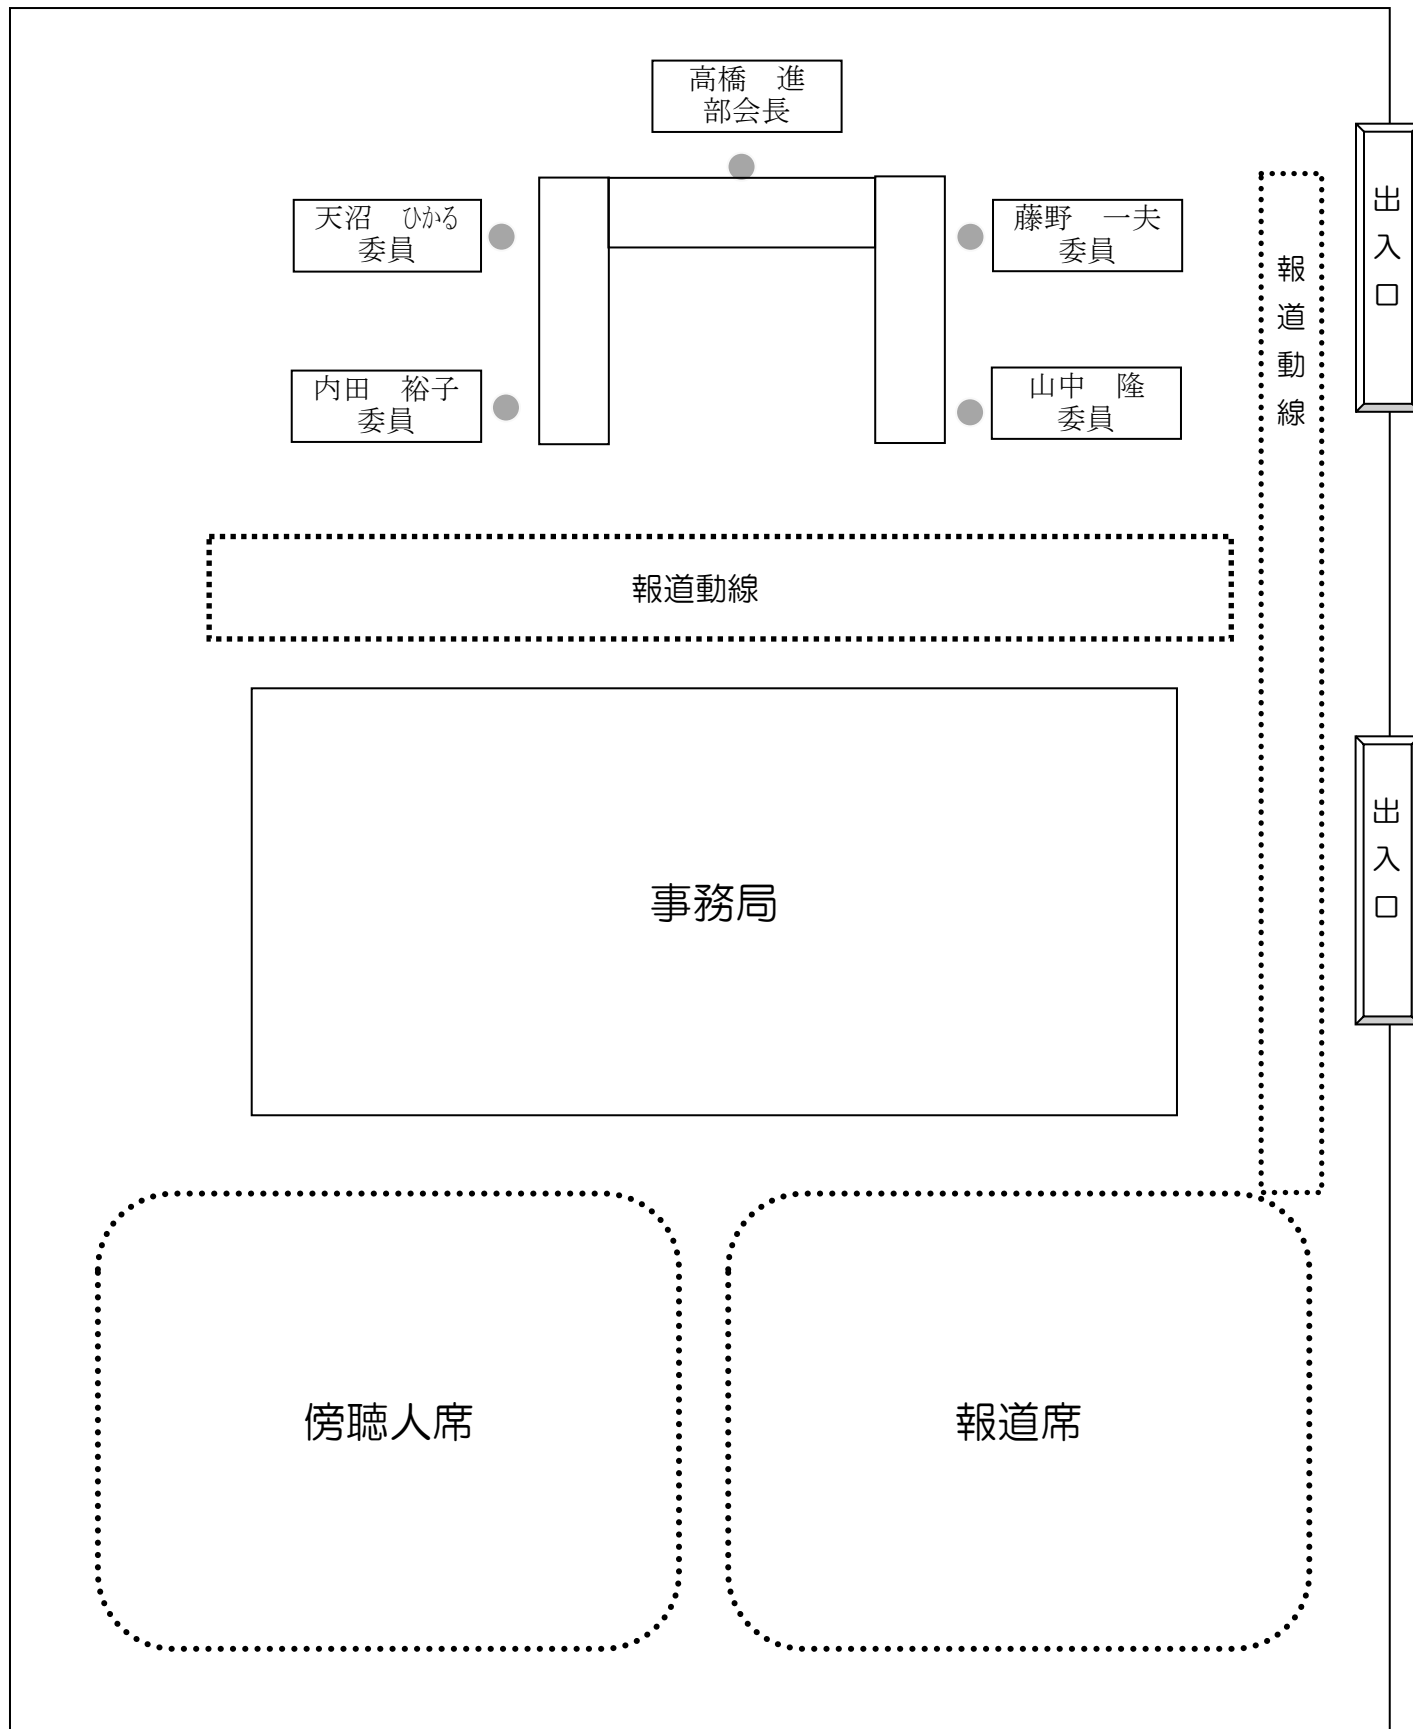 高橋　進
部会長
天沼　ひかる
委員
藤野　一夫
委員
内田　裕子
委員
山中　隆
委員
報道動線
出入口
報道動線
事務局
出入口
傍聴人席
報道席